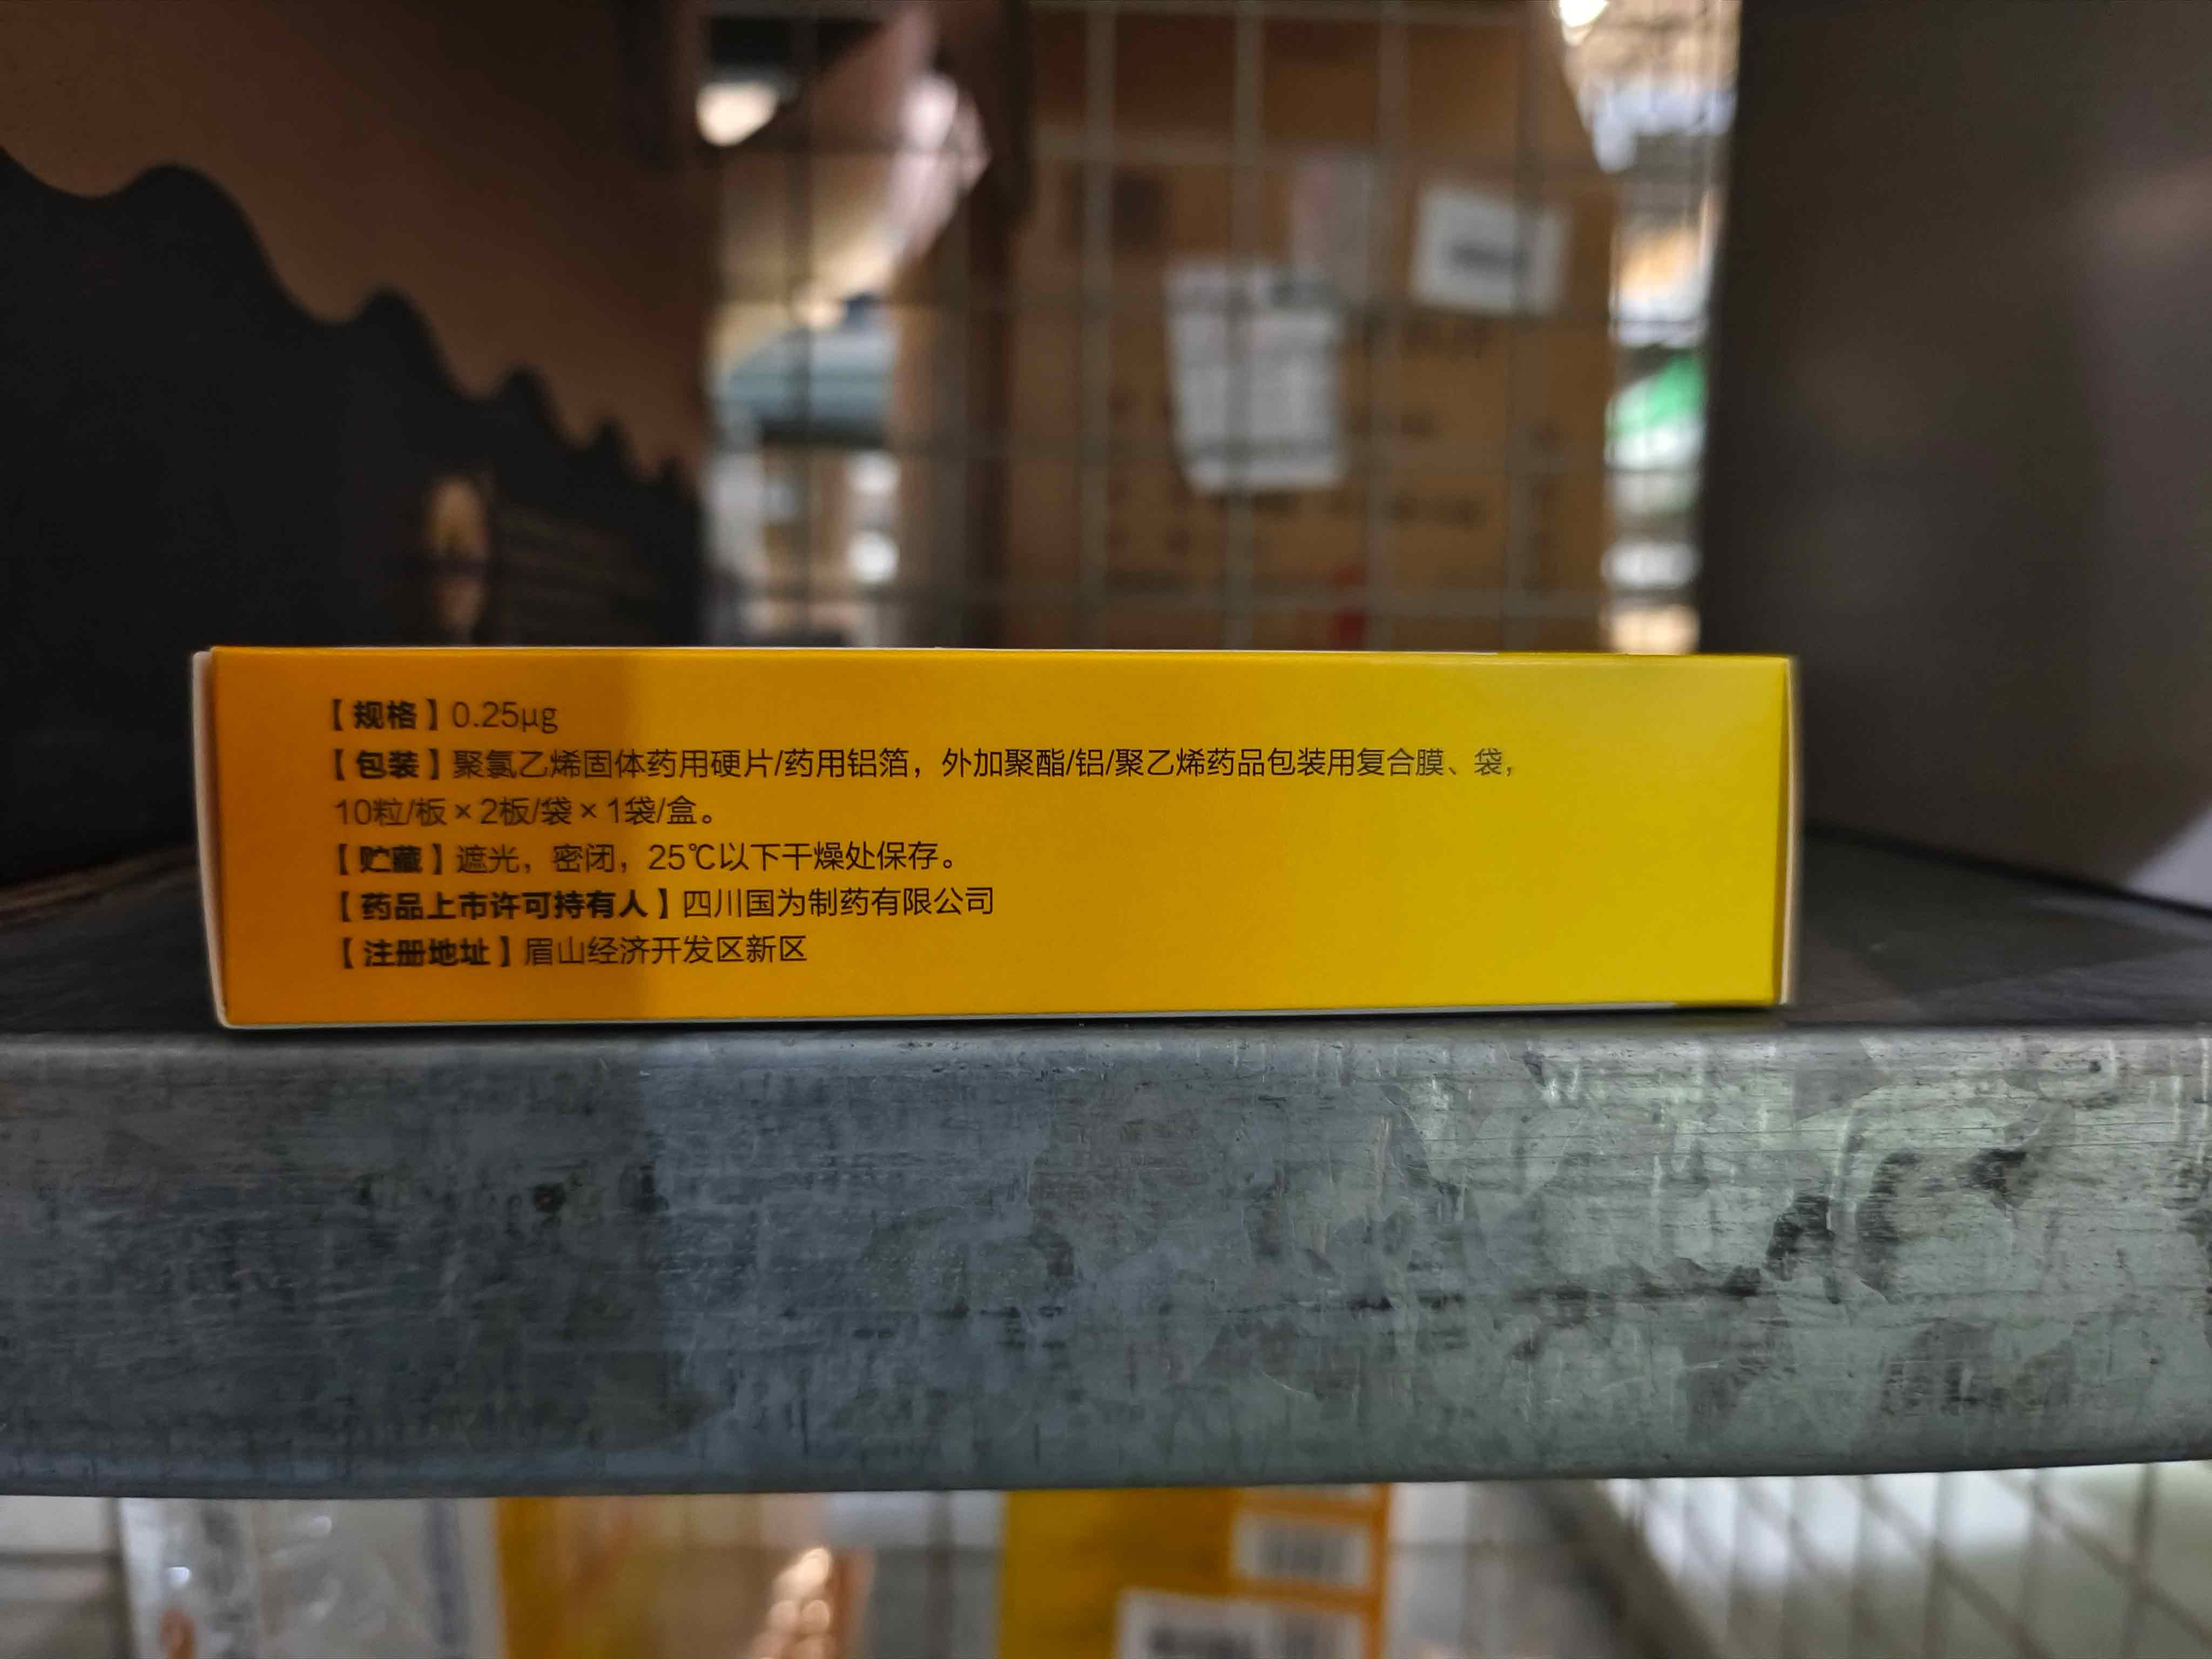 【规格】0.25μg
【包装】聚氯乙烯固体药用硬片/药用铝箔，外加聚酯/铝/聚乙烯药品包装用复合膜、袋，
10粒/板×2板/袋×1袋/盒。
【贮藏】遮光，密闭，25℃以下干燥处保存。
【药品上市许可持有人】四川国为制药有限公司
【注册地址】眉山经济开发区新区